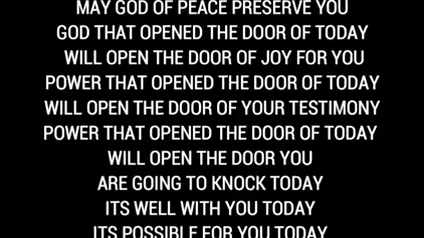 MAY GOD OF PEACE PRESERVE YOU
GOD THAT OPENED THE DOOR OF TODAY
WILL OPEN THE DOOR OF JOY FOR YOU
POWER THAT OPENED THE DOOR OF TODAY
WILL OPEN THE DOOR OF YOUR TESTIMONY
POWER THAT OPENED THE DOOR OF TODAY
WILL OPEN THE DOOR YOU
ARE GOING TO KNOCK TODAY
ITS WELL WITH YOU TODAY
ITS POSSIBLE FOR YOU TODAY